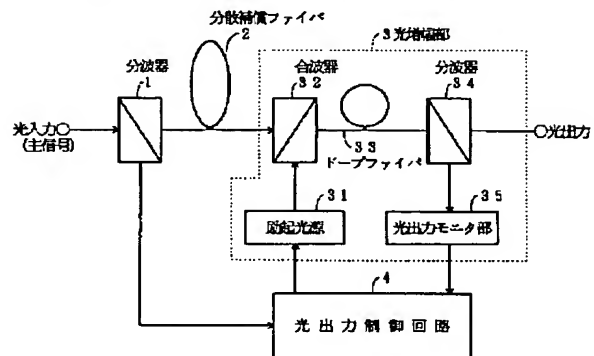 分散補償ファイバ
2
3 光増幅部
分波器
1
合波器
32
分波器
34
光入力
(主信号)
33
ドープファイバ
光出力
31
励起光源
35
光出力モニタ部
4
光出力制御回路